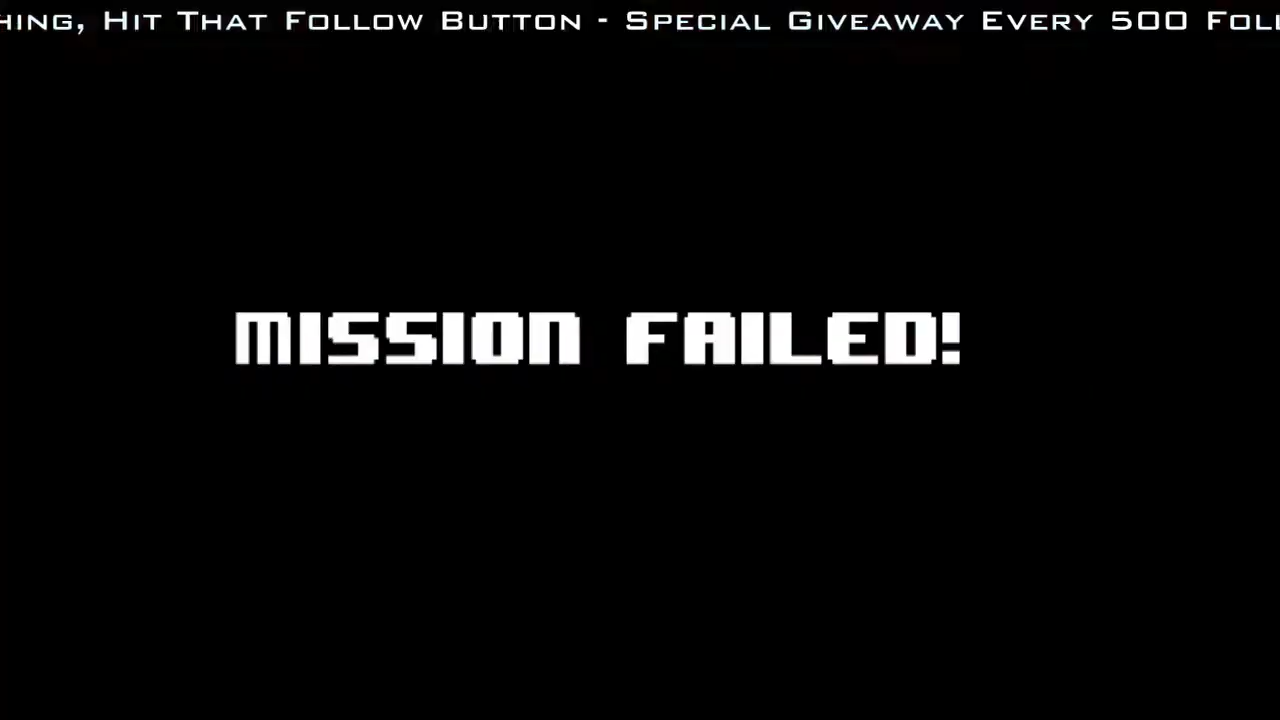 , Hit That Follow Button - Special Giveaway Every 500
MISSION FAILED!